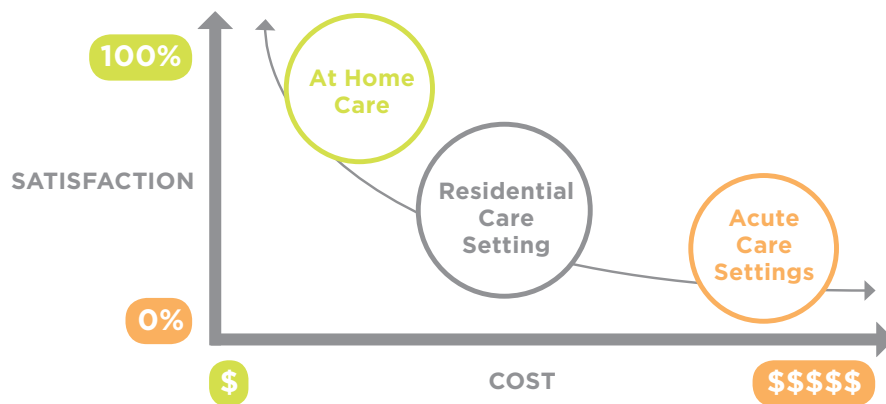 100%
At Home
Care
SATISFACTION
Residential
Care
Setting
Acute
Care
Settings
0%
$
COST
$$$$$